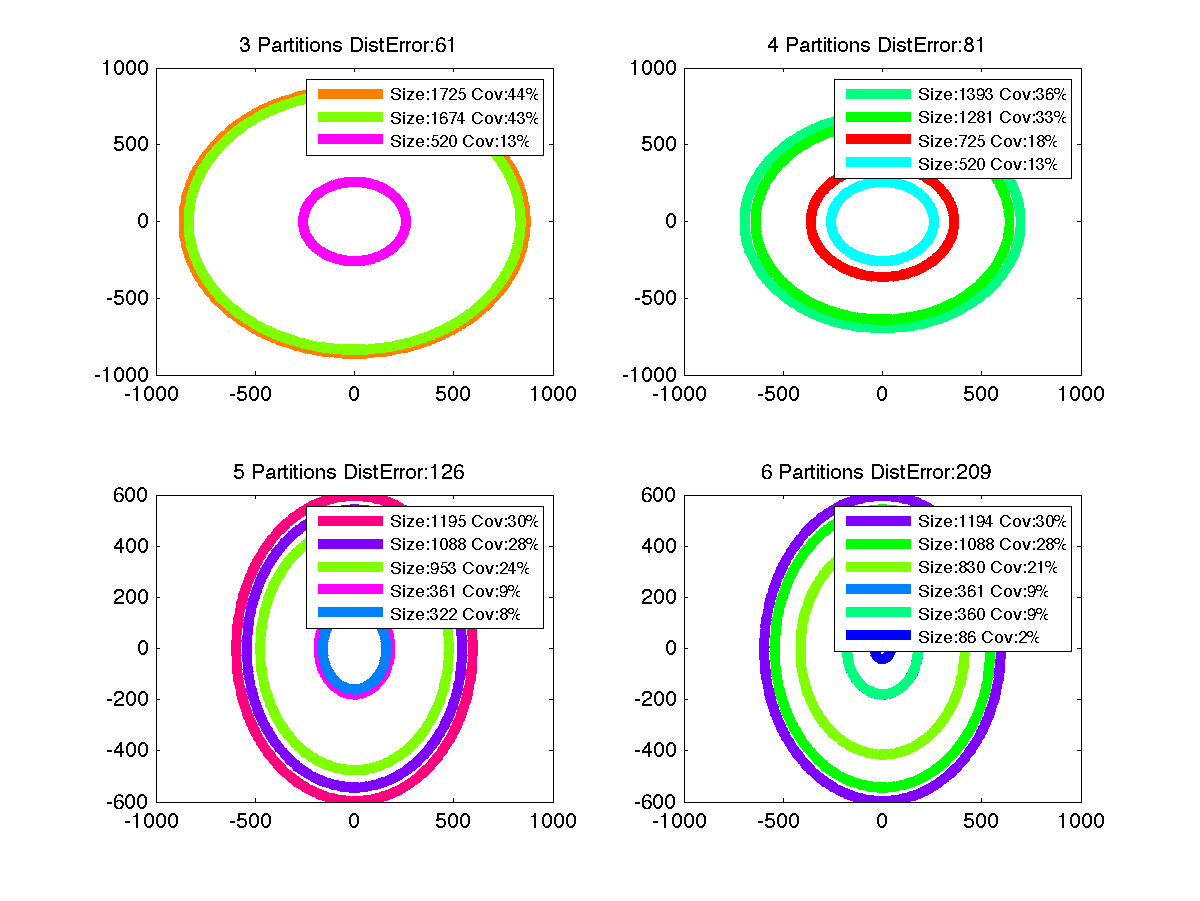 3 Partitions DistError:61
1000
500
0
-500
-1000
-1000 -500 0 500 1000
Size:1725 Cov:44%
Size:1674 Cov:43%
Size:520 Cov:13%
4 Partitions DistError:81
1000
500
0
-500
-1000
-1000 -500 0 500 1000
Size:1393 Cov:36%
Size:1281 Cov:33%
Size:725 Cov:18%
Size:520 Cov:13%
5 Partitions DistError:126
600
400
200
0
-200
-400
-600
-1000 -500 0 500 1000
Size:1195 Cov:30%
Size:1088 Cov:28%
Size:953 Cov:24%
Size:361 Cov:9%
Size:322 Cov:8%
6 Partitions DistError:209
600
400
200
0
-200
-400
-600
-1000 -500 0 500 1000
Size:1194 Cov:30%
Size:1088 Cov:28%
Size:830 Cov:21%
Size:361 Cov:9%
Size:360 Cov:9%
Size:86 Cov:2%